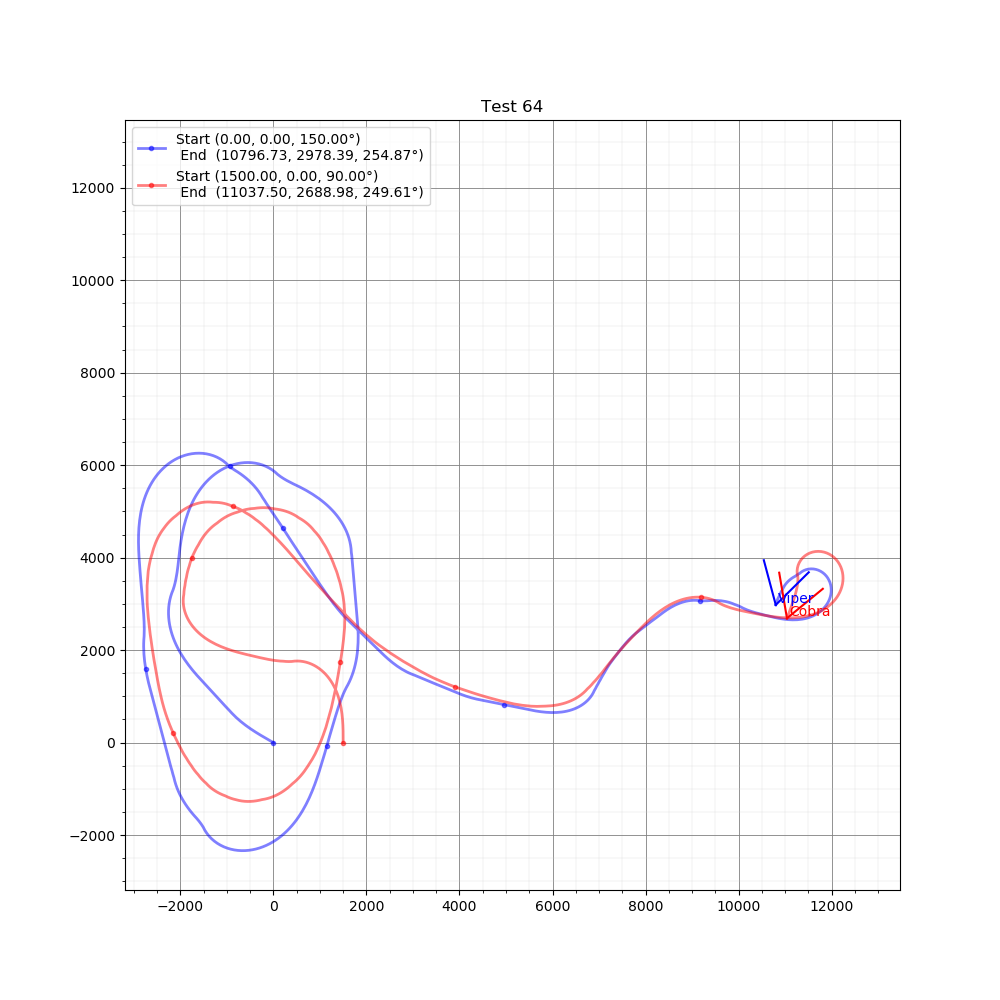 Test 64
Start (0.00, 0.00, 150.00°)
End (10796.73, 2978.39, 254.87°)
Start (1500.00, 0.00, 90.00°)
End (11037.50, 2688.98, 249.61°)
12000
10000
8000
6000
4000
2000
0
−2000
Viper
Cobra
−2000 0 2000 4000 6000 8000 10000 12000